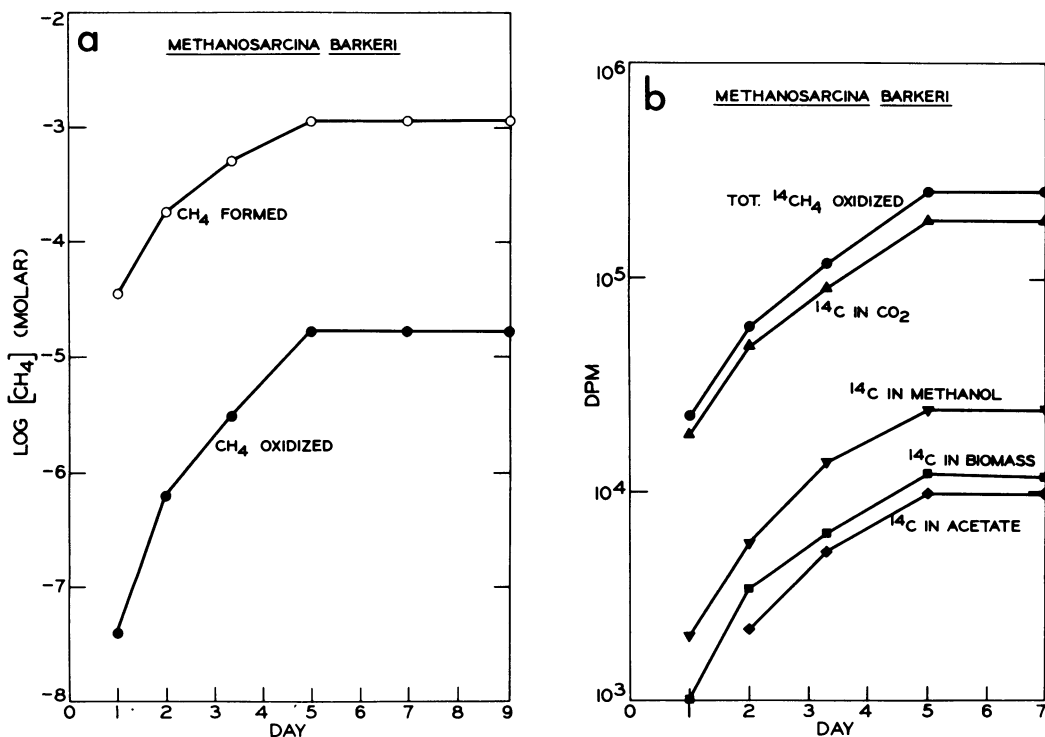 a
METHANOSARCINA BARKERI
-2
-3
-4
-5
-6
-7
-8
LOG [CH4] (MOLAR)
CH4 FORMED
CH4 OXIDIZED
0 1 2 3 4 5 6 7 8 9
DAY
b
METHANOSARCINA BARKERI
10^6
10^5
10^4
10^3
DPM
TOT. 14CH4 OXIDIZED
14C IN CO2
14C IN METHANOL
14C IN BIOMASS
14C IN ACETATE
0 1 2 3 4 5 6 7
DAY